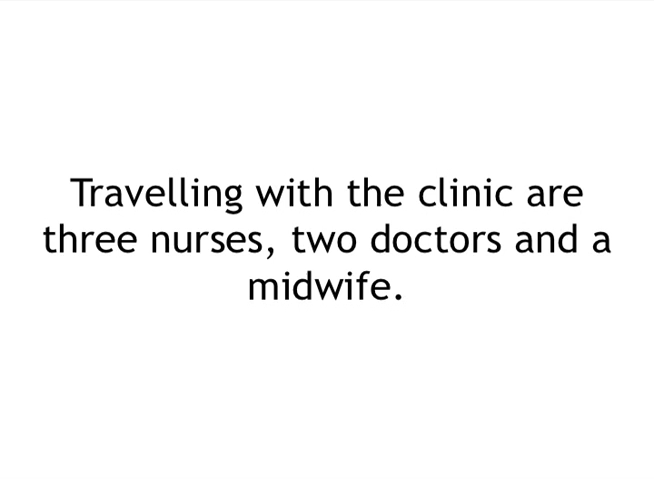 Travelling with the clinic are
three nurses, two doctors and a
midwife.